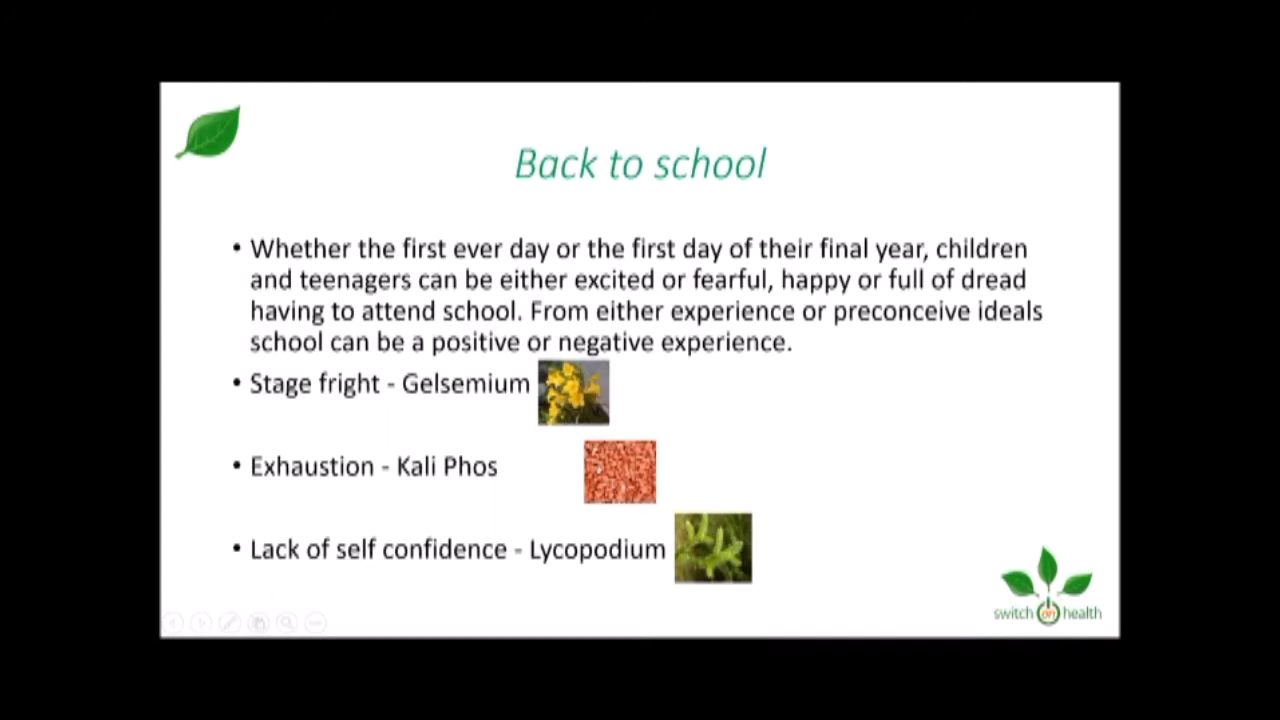 Back to school
• Whether the first ever day or the first day of their final year, children
and teenagers can be either excited or fearful, happy or full of dread
having to attend school. From either experience or preconceive ideals
school can be a positive or negative experience.
• Stage fright - Gelsemium
• Exhaustion - Kali Phos
• Lack of self confidence - Lycopodium
switch on health